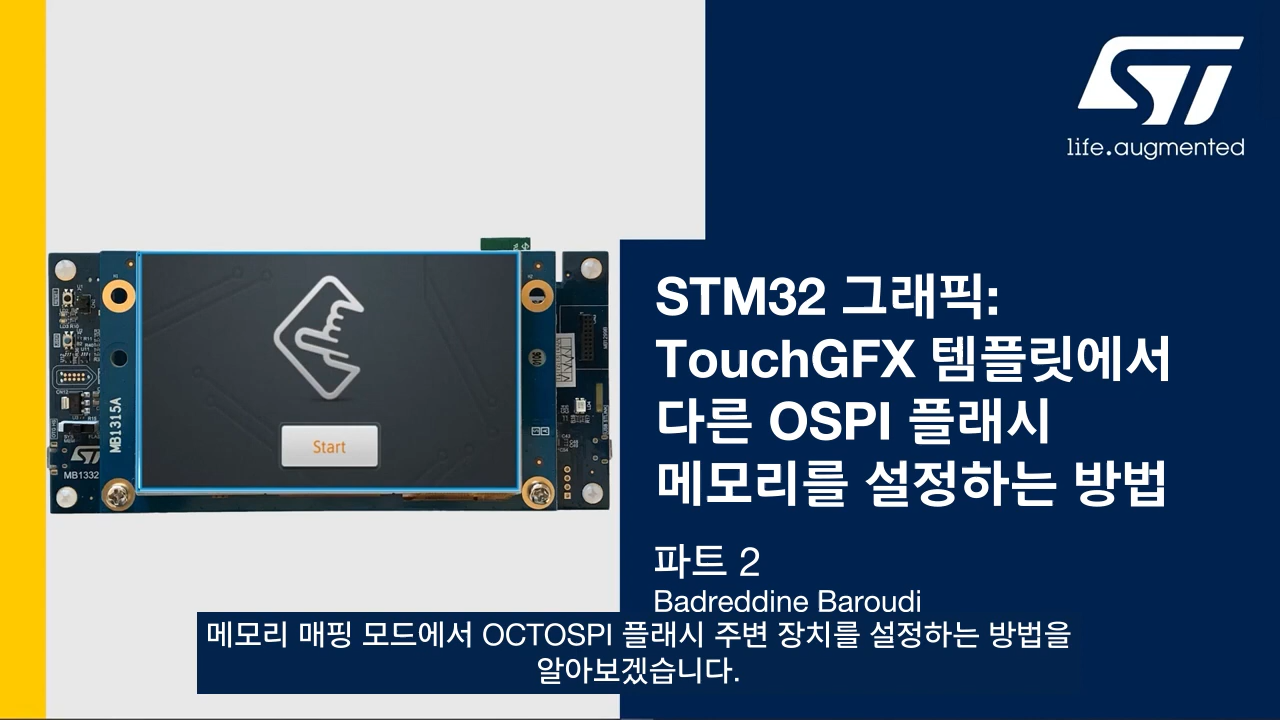 ST
life.augmented
STM32 그래픽:
TouchGFX 템플릿에서
다른 OSPI 플래시
메모리를 설정하는 방법
파트 2
Badreddine Baroudi
메모리 매핑 모드에서 OCTOSPI 플래시 주변 장치를 설정하는 방법을
알아보겠습니다.
Start
MB1315A
ST
MB1332